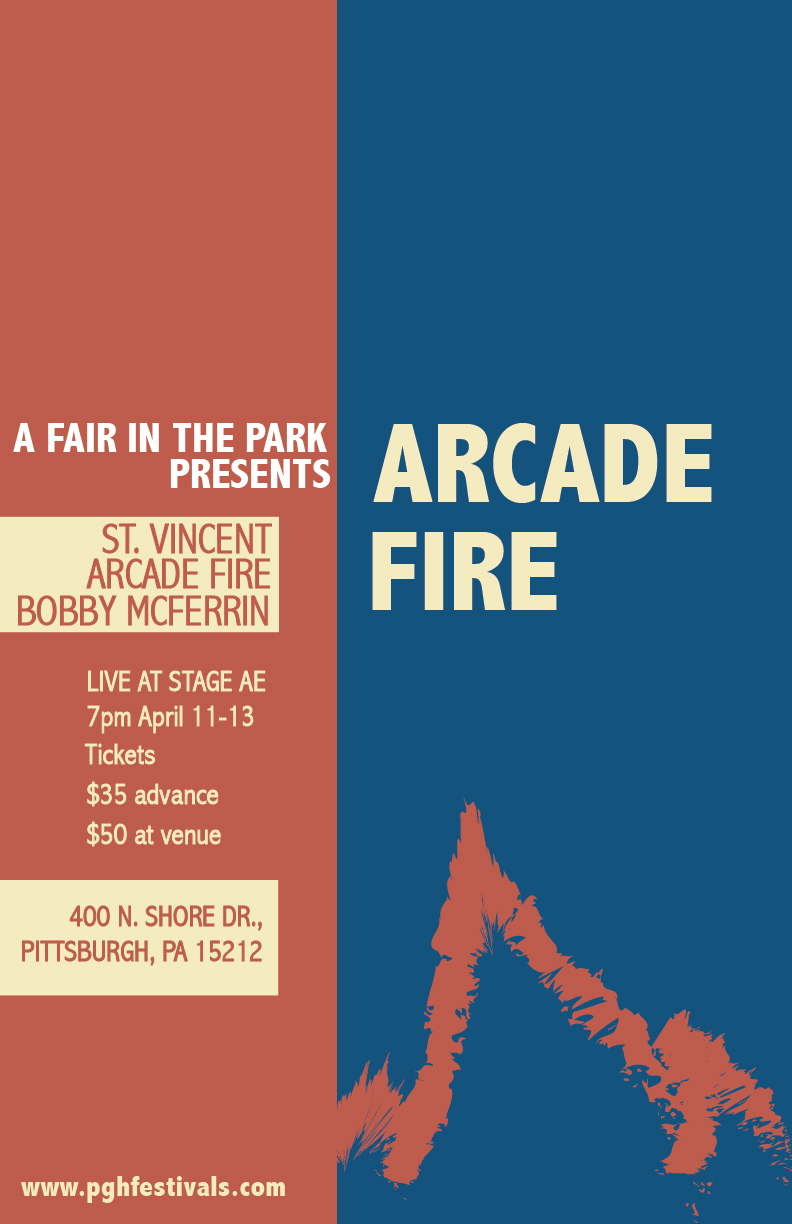 A FAIR IN THE PARK
PRESENTS
ST. VINCENT
ARCADE FIRE
BOBBY MCFERRIN
LIVE AT STAGE AE
7pm April 11-13
Tickets
$35 advance
$50 at venue
400 N. SHORE DR.,
PITTSBURGH, PA 15212
www.pghfestivals.com
ARCADE
FIRE